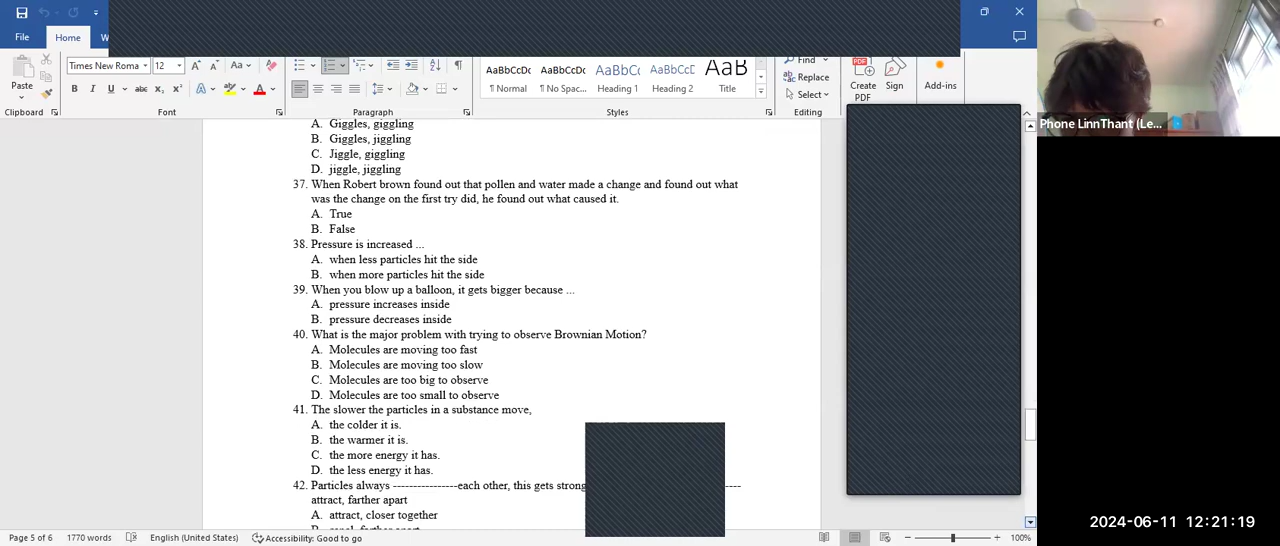 File Home W
Times New Roma 12 Aa
AaBbCcDc AaBbCcDc AaBbCcDc AaBbCcDc AaB
Find
Replace
Select
Paste
B I U abc
¶ Normal ¶ No Spac... Heading 1 Heading 2 Title
Create PDF Sign Add-ins
Clipboard Font Paragraph Styles Editing
Phone LinnThant (Le...
A. Giggles, giggling
B. Giggles, jiggling
C. Jiggle, giggling
D. jiggle, jiggling
37. When Robert brown found out that pollen and water made a change and found out what
was the change on the first try did, he found out what caused it.
A. True
B. False
38. Pressure is increased ...
A. when less particles hit the side
B. when more particles hit the side
39. When you blow up a balloon, it gets bigger because ...
A. pressure increases inside
B. pressure decreases inside
40. What is the major problem with trying to observe Brownian Motion?
A. Molecules are moving too fast
B. Molecules are moving too slow
C. Molecules are too big to observe
D. Molecules are too small to observe
41. The slower the particles in a substance move,
A. the colder it is.
B. the warmer it is.
C. the more energy it has.
D. the less energy it has.
42. Particles always ----------------each other, this gets strong
attract, farther apart
A. attract, closer together
Page 5 of 6 1770 words English (United States) Accessibility: Good to go 100%
2024-06-11 12:21:19